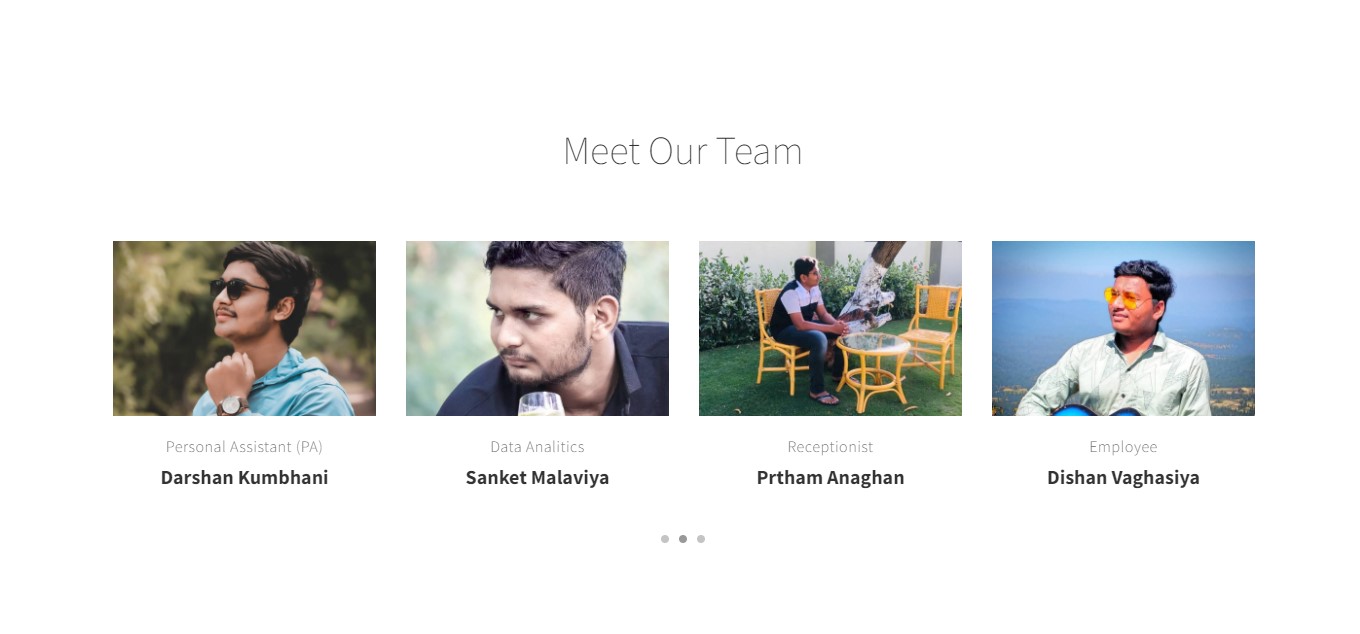 Meet Our Team
Personal Assistant (PA)
Data Analitics
Receptionist
Employee
Darshan Kumbhani
Sanket Malaviya
Prtham Anaghan
Dishan Vaghasiya